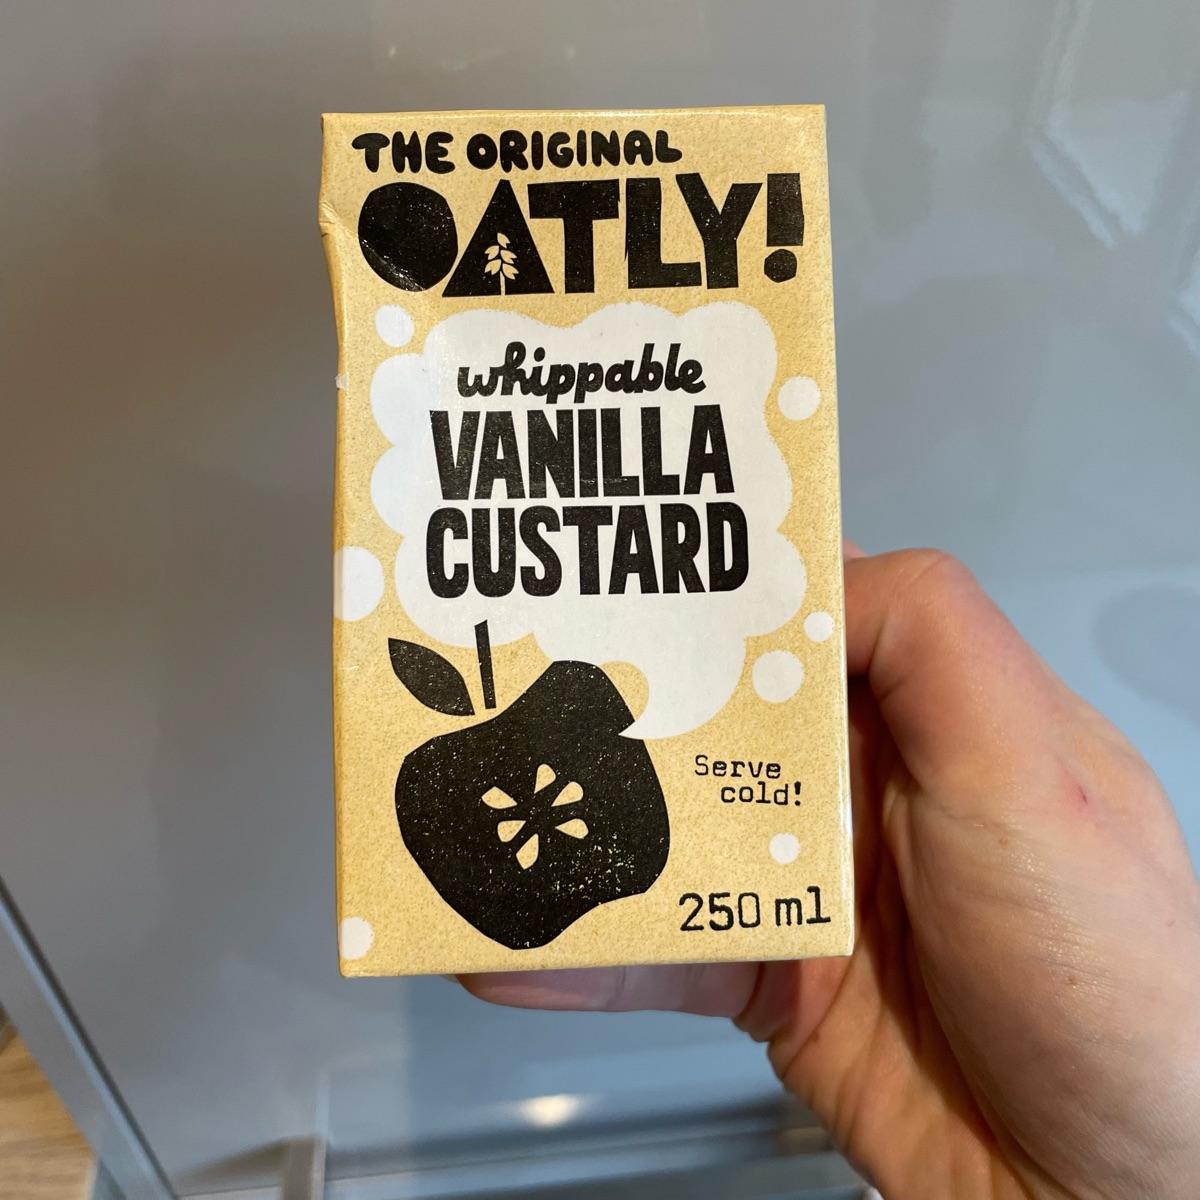 THE ORIGINAL
OATLY!
whippable
VANILLA
CUSTARD
Serve
cold!
250 ml